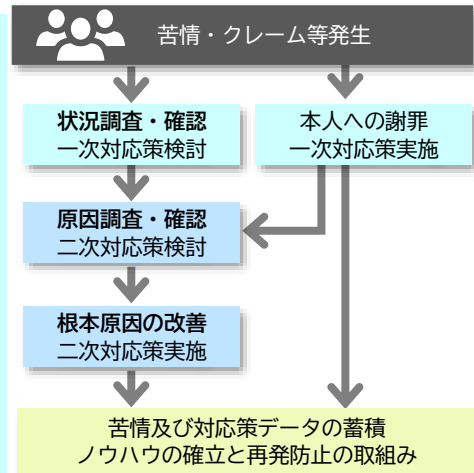 苦情・クレーム等発生
状況調査・確認
一次対応策検討
本人への謝罪
一次対応策実施
原因調査・確認
二次対応策検討
根本原因の改善
二次対応策実施
苦情及び対応策データの蓄積
ノウハウの確立と再発防止の取組み